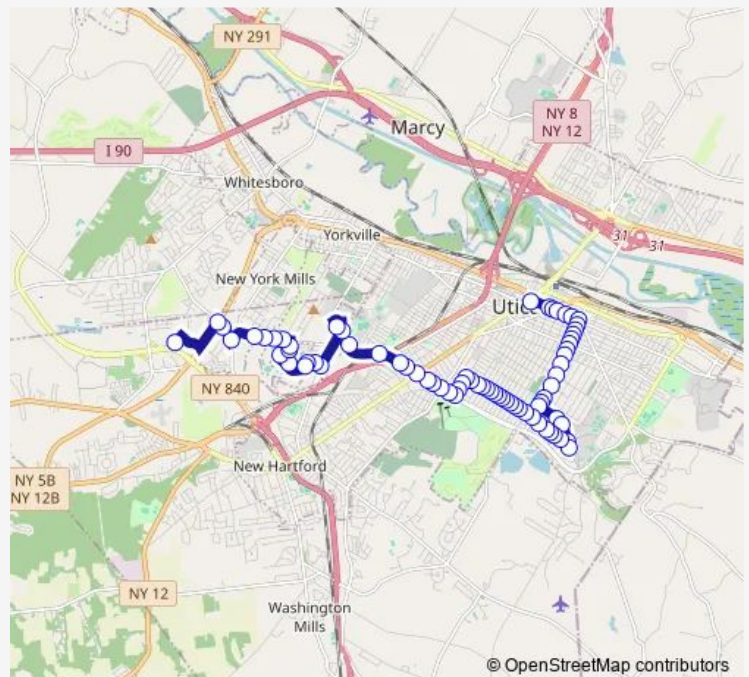 NY 291
NY 8
NY 12
Marcy
I 90
Whitesboro
Yorkville
31
31
New York Mills
NY 840
New Hartford
NY 5B
NY 12B
NY 12
Washington
Mills
© OpenStreetMap contributors